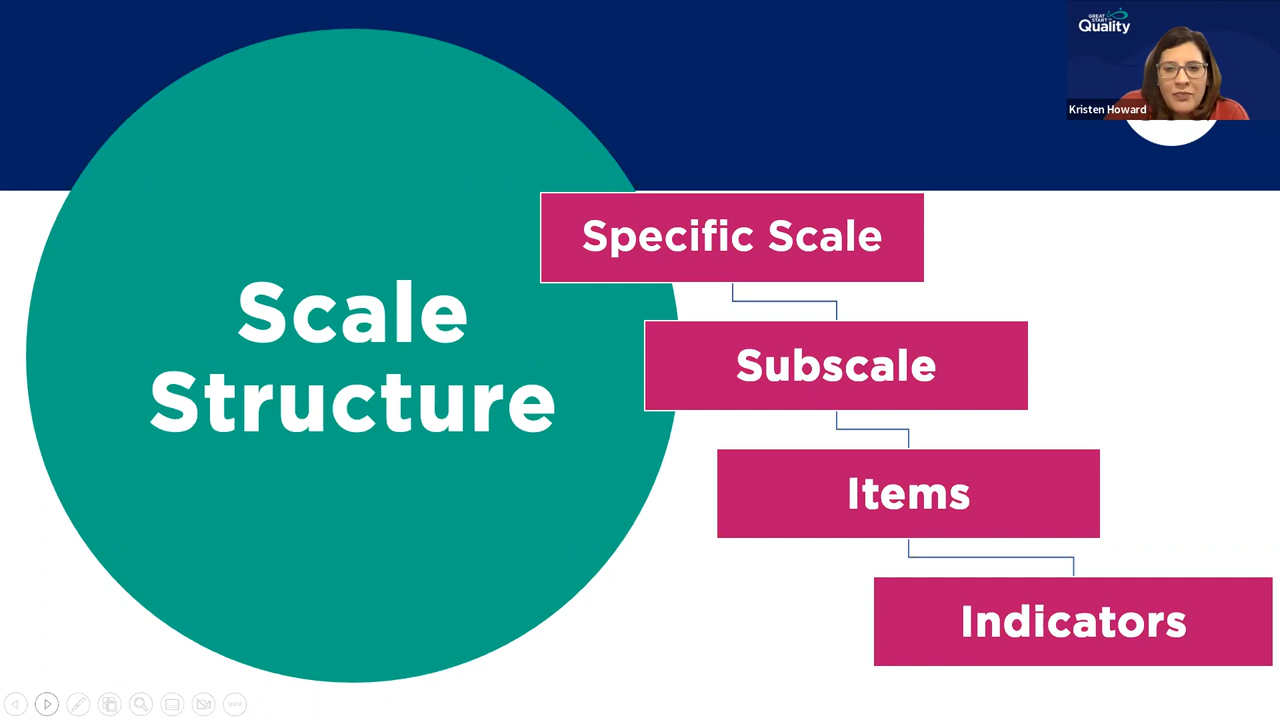 GREAT
START
Quality
Kristen Howard
Specific Scale
Scale
Structure
Subscale
Items
Indicators